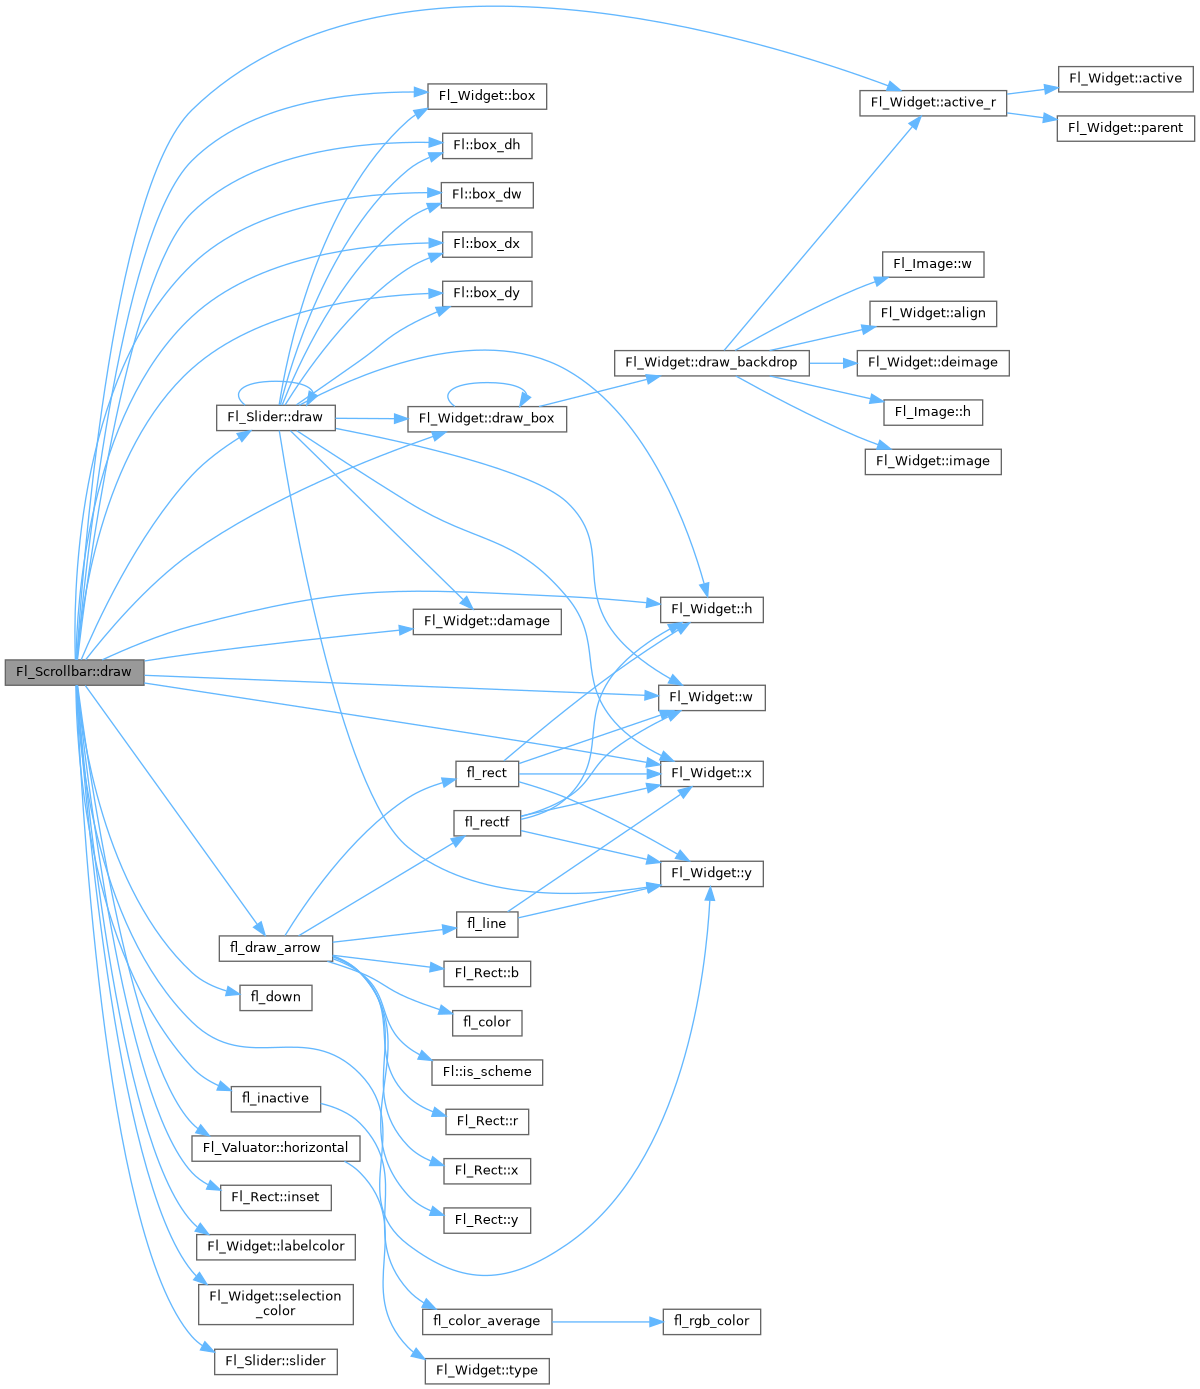 Fl_Scrollbar::draw
Fl_Widget::active_r
Fl_Widget::active
Fl_Widget::parent
Fl_Widget::box
Fl::box_dh
Fl::box_dw
Fl::box_dx
Fl::box_dy
Fl_Slider::draw
Fl_Widget::draw_box
Fl_Widget::draw_backdrop
Fl_Image::w
Fl_Widget::align
Fl_Widget::deimage
Fl_Image::h
Fl_Widget::image
Fl_Widget::damage
Fl_Widget::h
Fl_Widget::w
Fl_Widget::x
Fl_Widget::y
fl_rect
fl_rectf
fl_line
fl_draw_arrow
Fl_Rect::b
fl_color
Fl::is_scheme
Fl_Rect::r
Fl_Rect::x
Fl_Rect::y
fl_down
fl_inactive
Fl_Valuator::horizontal
Fl_Rect::inset
Fl_Widget::labelcolor
Fl_Widget::selection
_color
Fl_Slider::slider
fl_color_average
fl_rgb_color
Fl_Widget::type